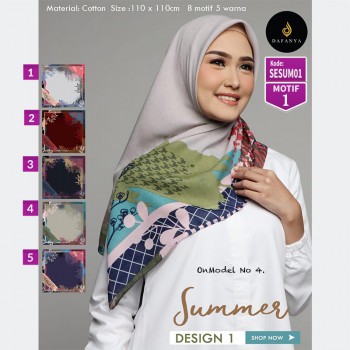 Material: Cotton Size :110 x 110cm 8 motif 5 warna
DAFANYA
Kode:
SESUM01
MOTIF
1
1
2
3
4
5
OnModel No 4.
Summer
DESIGN 1
SHOP NOW